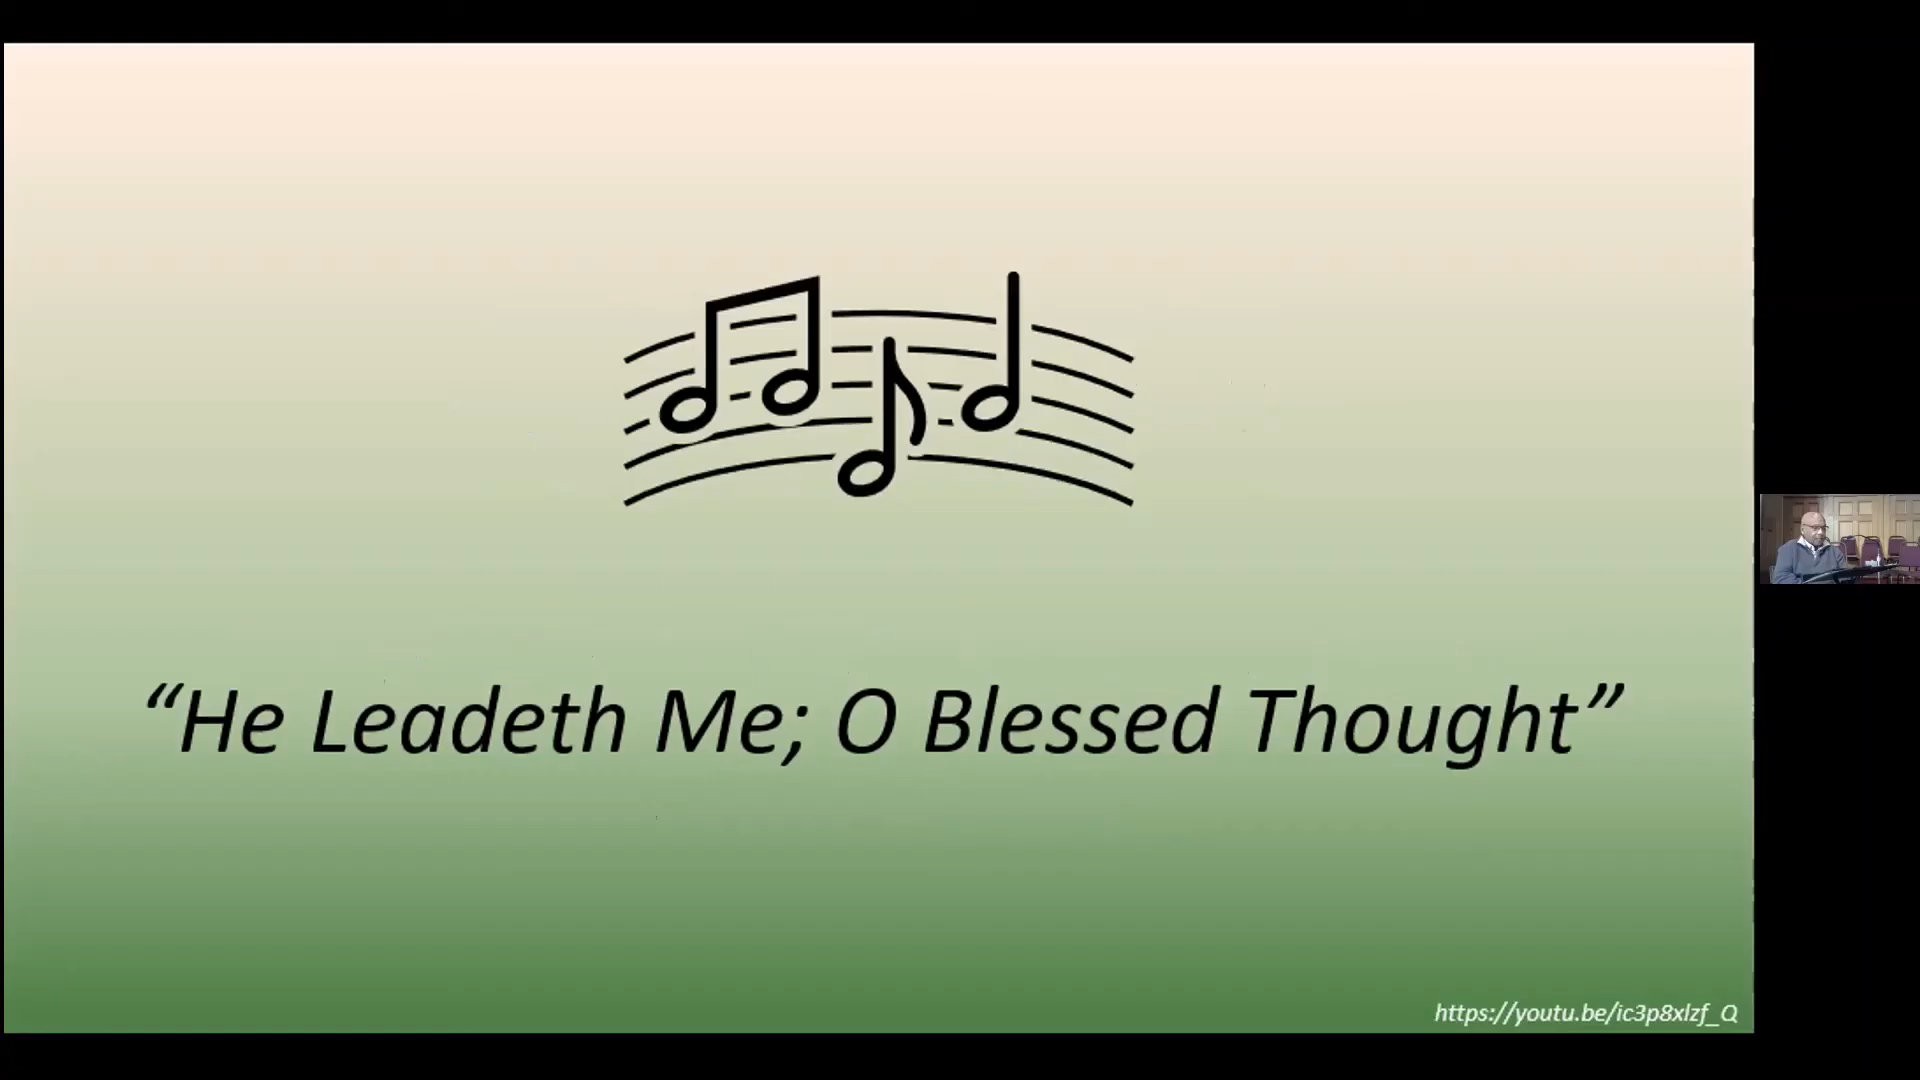 “He Leadeth Me; O Blessed Thought”
https://youtu.be/ic3p8xlzf_Q